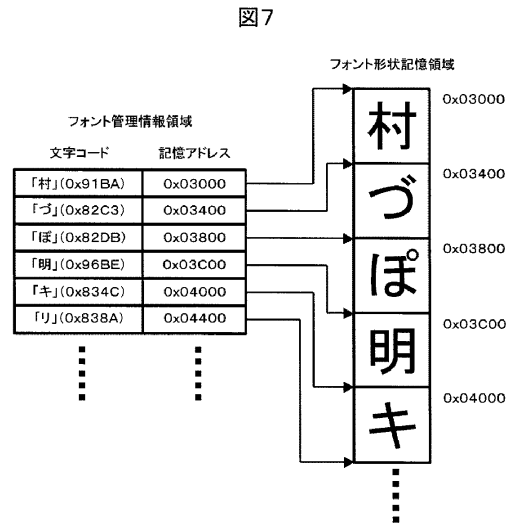 図7
フォント形状記憶領域
フォント管理情報領域
文字コード 記憶アドレス
「村」(0x91BA) 0x03000
「づ」(0x82C3) 0x03400
「ぽ」(0x82DB) 0x03800
「明」(0x96BE) 0x03C00
「キ」(0x834C) 0x04000
「リ」(0x838A) 0x04400
村 0x03000
づ 0x03400
ぽ 0x03800
明 0x03C00
キ 0x04000